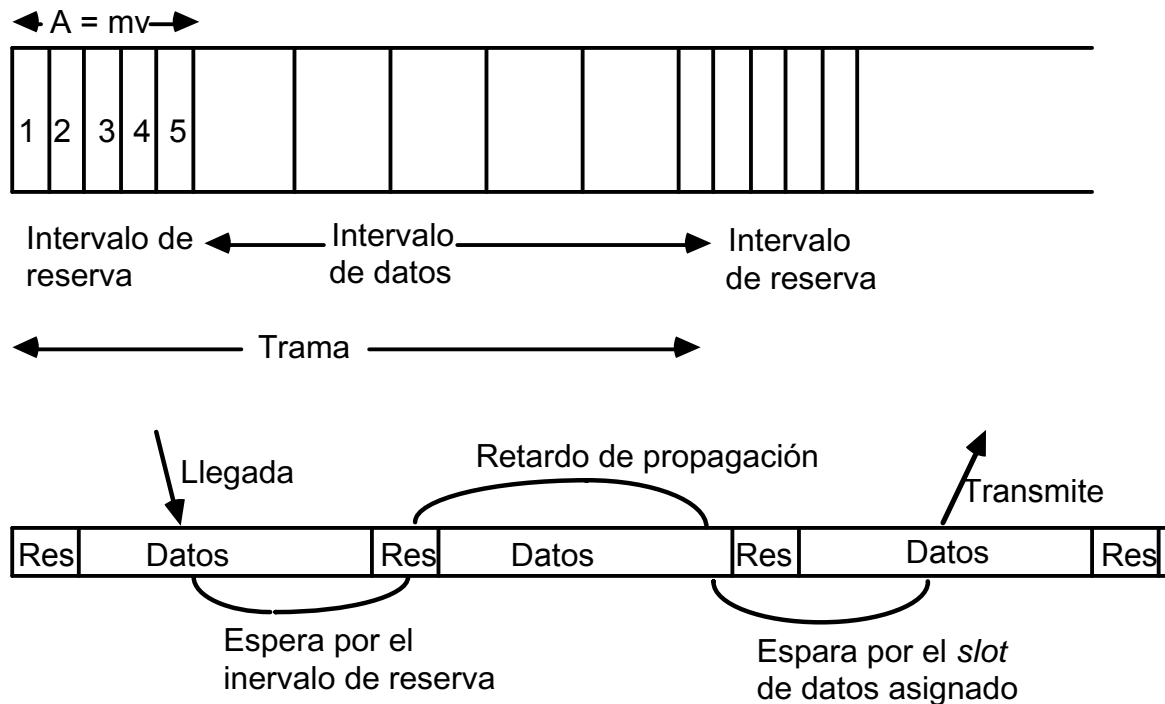 A = mv
1 2 3 4 5
Intervalo de
reserva
Intervalo
de datos
Intervalo
de reserva
Trama
Llegada
Retardo de propagación
Transmite
Res Datos Res Datos Res Datos Res
Espera por el
inervalo de reserva
Espara por el slot
de datos asignado